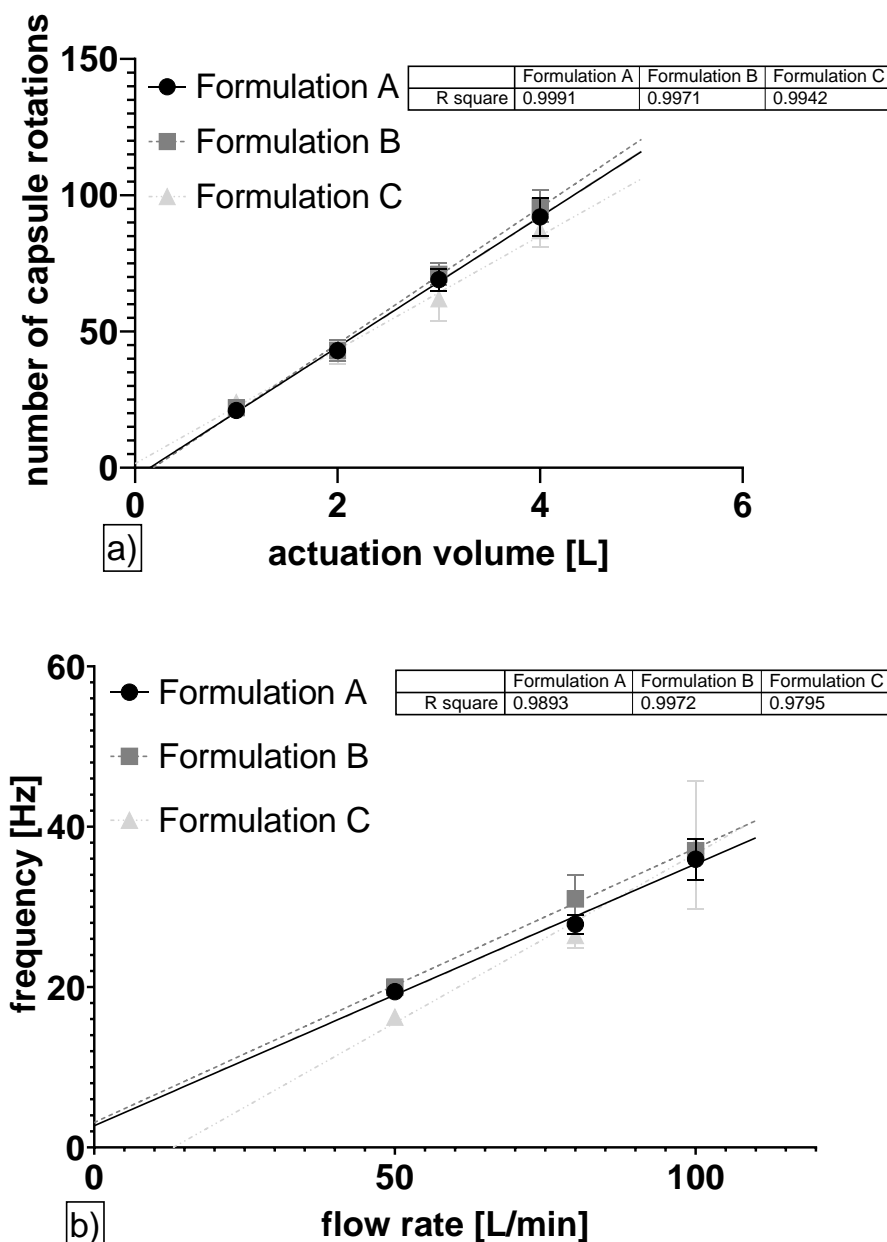 150
100
50
0
number of capsule rotations
Formulation A
Formulation B
Formulation C
Formulation A Formulation B Formulation C
R square 0.9991 0.9971 0.9942
0 2 4 6
a)
actuation volume [L]
60
40
20
0
frequency [Hz]
Formulation A
Formulation B
Formulation C
Formulation A Formulation B Formulation C
R square 0.9893 0.9972 0.9795
0 50 100
b)
flow rate [L/min]